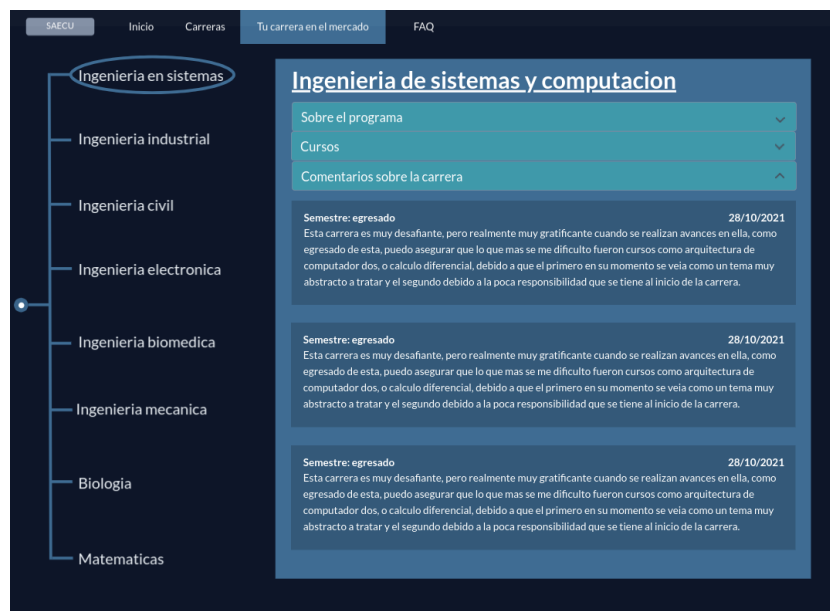 SAECU Inicio Carreras Tu carrera en el mercado FAQ
Ingenieria en sistemas
Ingenieria industrial
Ingenieria civil
Ingenieria electronica
Ingenieria biomedica
Ingenieria mecanica
Biologia
Matematicas
Ingenieria de sistemas y computacion
Sobre el programa
Cursos
Comentarios sobre la carrera
Semestre: egresado 28/10/2021
Esta carrera es muy desafiante, pero realmente muy gratificante cuando se realizan avances en ella, como
egresado de esta, puedo asegurar que lo que mas se me dificulto fueron cursos como arquitectura de
computador dos, o calculo diferencial, debido a que el primero en su momento se veia como un tema muy
abstracto a tratar y el segundo debido a la poca responsibilidad que se tiene al inicio de la carrera.
Semestre: egresado 28/10/2021
Esta carrera es muy desafiante, pero realmente muy gratificante cuando se realizan avances en ella, como
egresado de esta, puedo asegurar que lo que mas se me dificulto fueron cursos como arquitectura de
computador dos, o calculo diferencial, debido a que el primero en su momento se veia como un tema muy
abstracto a tratar y el segundo debido a la poca responsibilidad que se tiene al inicio de la carrera.
Semestre: egresado 28/10/2021
Esta carrera es muy desafiante, pero realmente muy gratificante cuando se realizan avances en ella, como
egresado de esta, puedo asegurar que lo que mas se me dificulto fueron cursos como arquitectura de
computador dos, o calculo diferencial, debido a que el primero en su momento se veia como un tema muy
abstracto a tratar y el segundo debido a la poca responsibilidad que se tiene al inicio de la carrera.